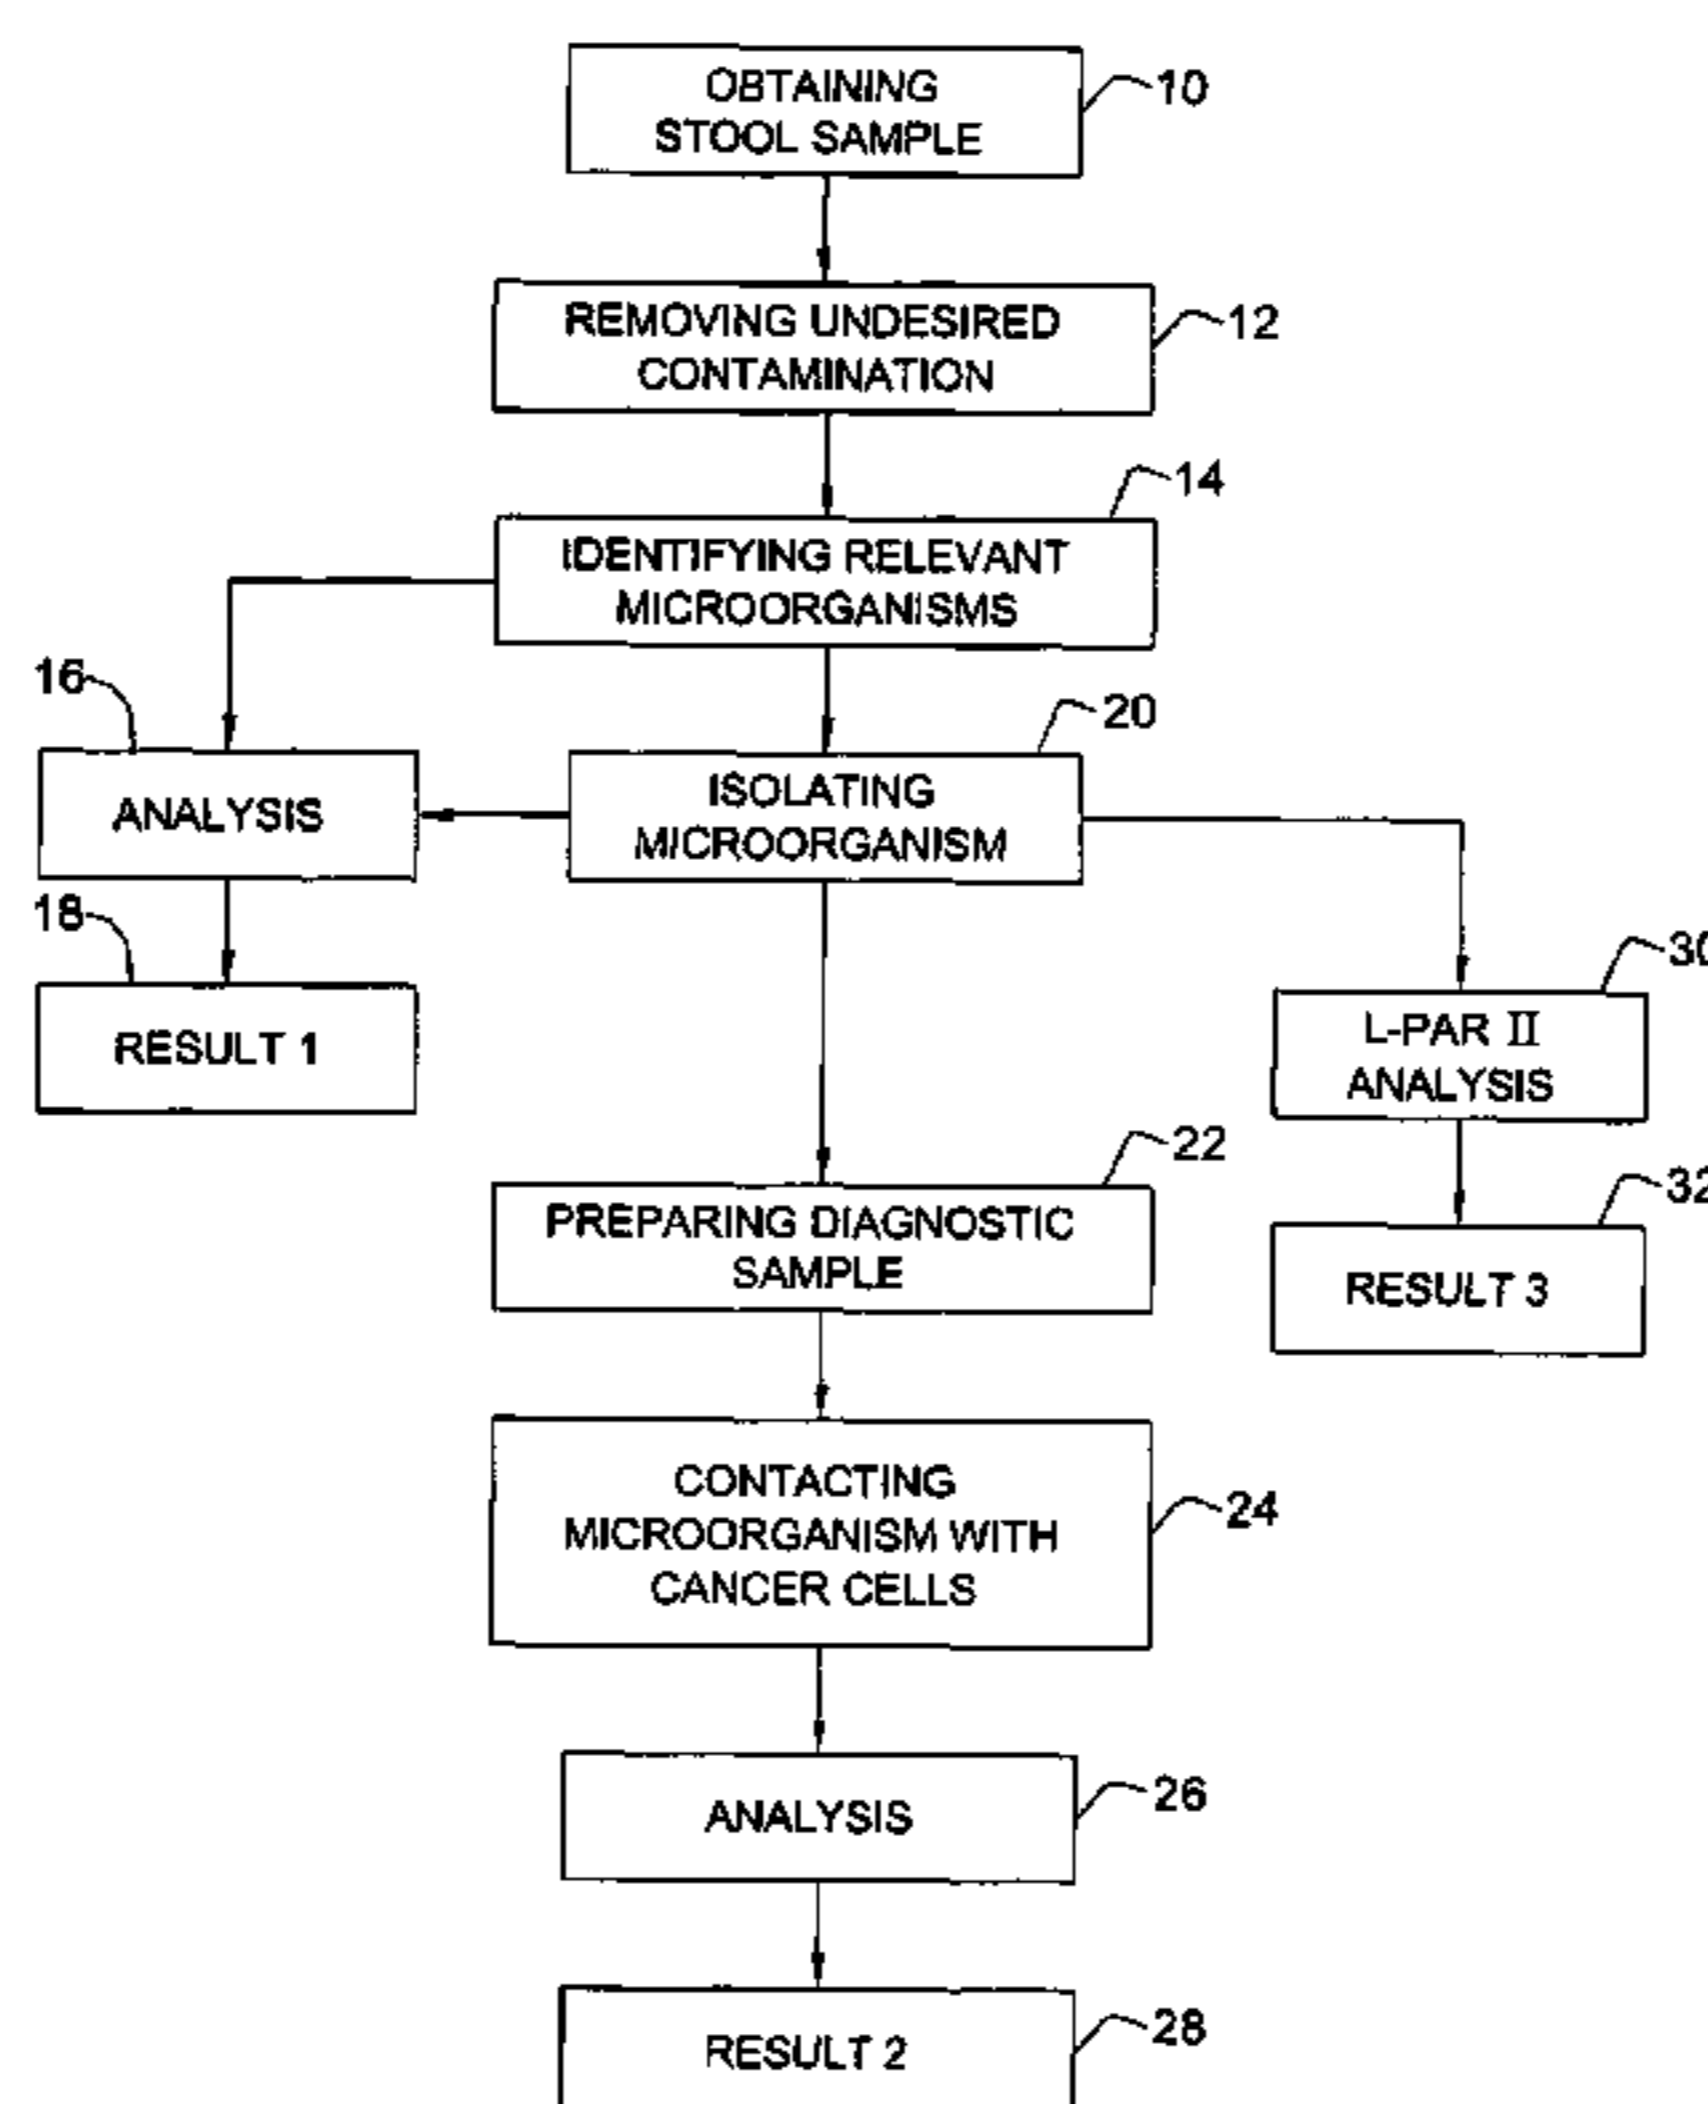 OBTAINING
STOOL SAMPLE
10
REMOVING UNDESIRED
CONTAMINATION
12
14
IDENTIFYING RELEVANT
MICROORGANISMS
16
ANALYSIS
20
ISOLATING
MICROORGANISM
18
RESULT 1
30
L-PAR II
ANALYSIS
22
PREPARING DIAGNOSTIC
SAMPLE
32
RESULT 3
CONTACTING
MICROORGANISM WITH
CANCER CELLS
24
ANALYSIS
26
RESULT 2
28